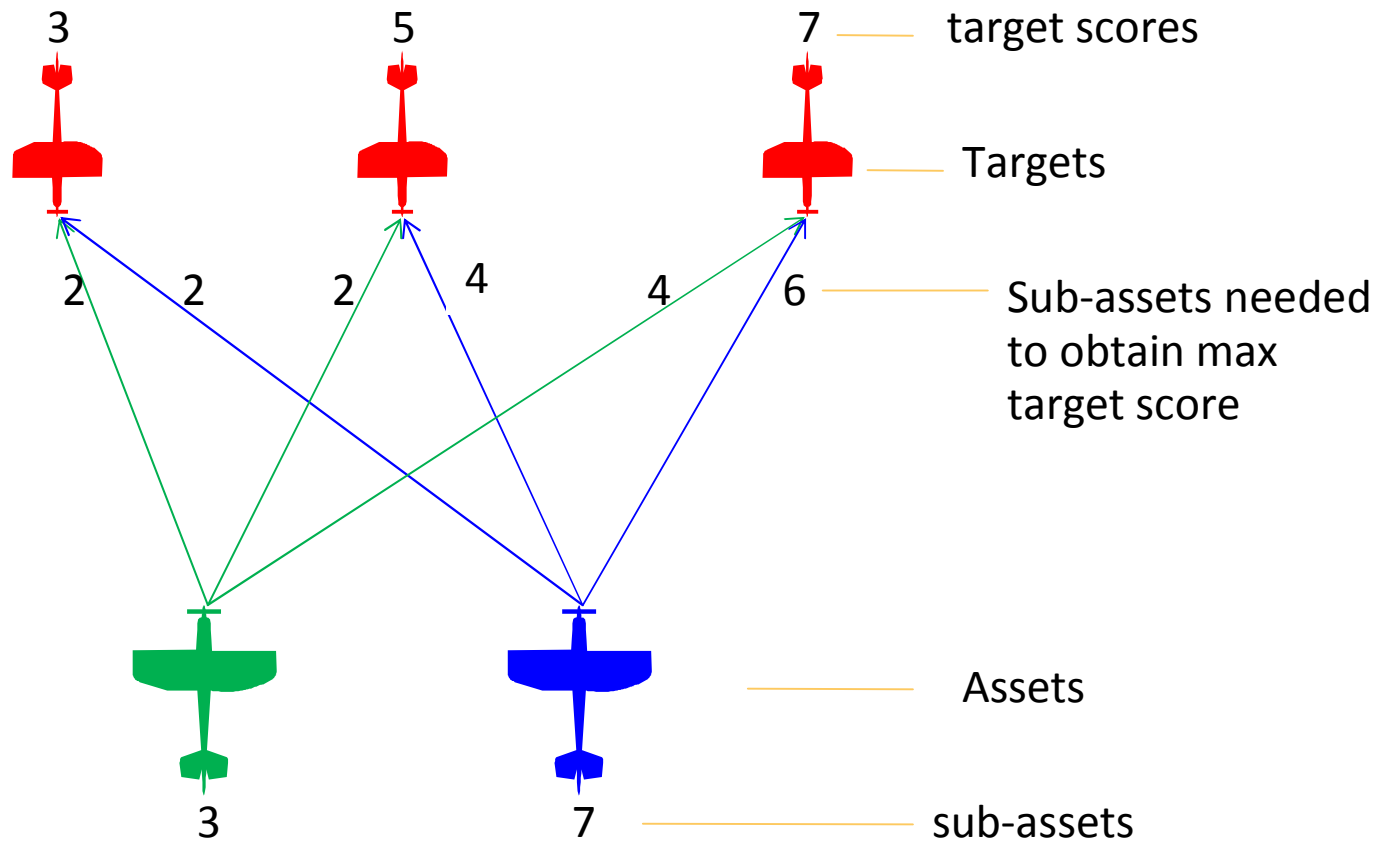 3 5 7 target scores
Targets
2 2 2 4 4 6 Sub-assets needed
to obtain max
target score
Assets
3 7 sub-assets